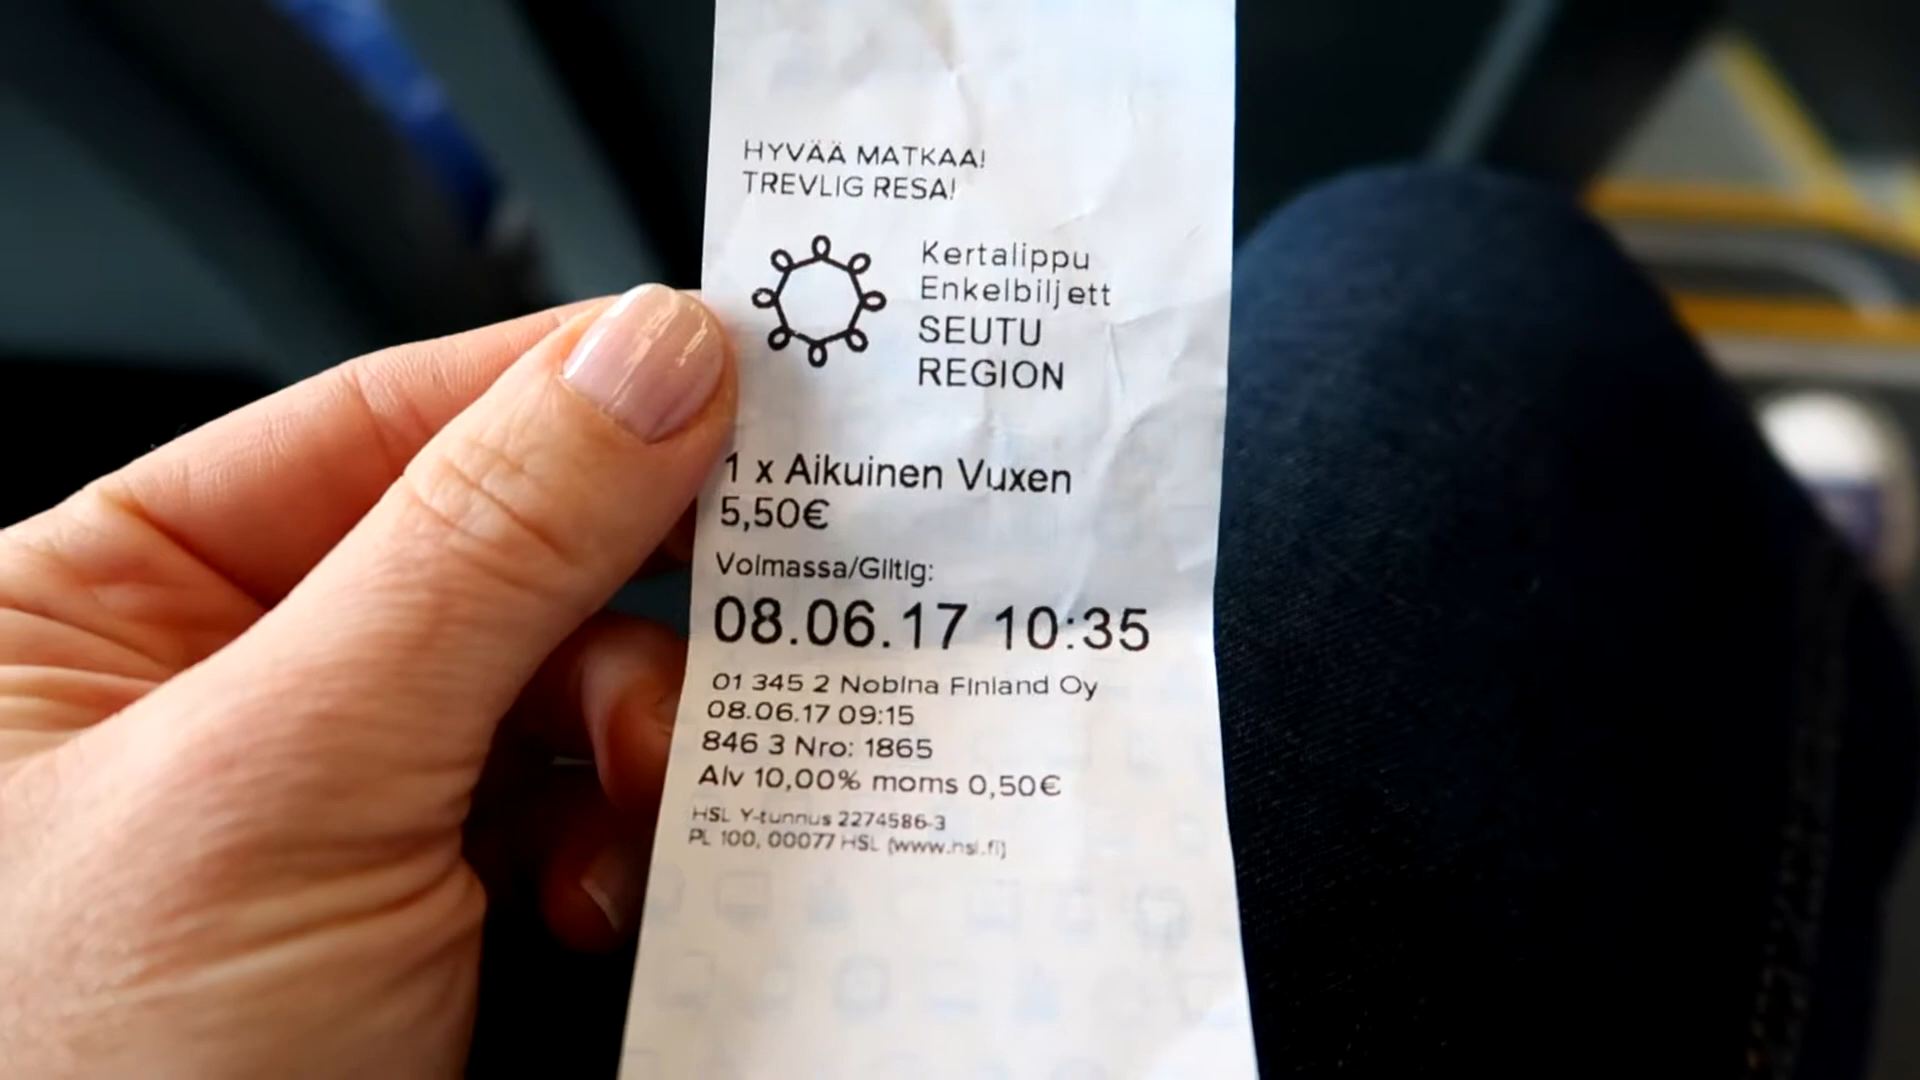 HYVÄÄ MATKAA!
TREVLIG RESA!
Kertalippu
Enkelbiljett
SEUTU
REGION
1 x Aikuinen Vuxen
5,50€
Voimassa/Giltig:
08.06.17 10:35
01 345 2 Nobina Finland Oy
08.06.17 09:15
846 3 Nro: 1865
Alv 10,00% moms 0,50€
HSL Y-tunnus 2274586-3
PL 100, 00077 HSL (www.hsl.fi)